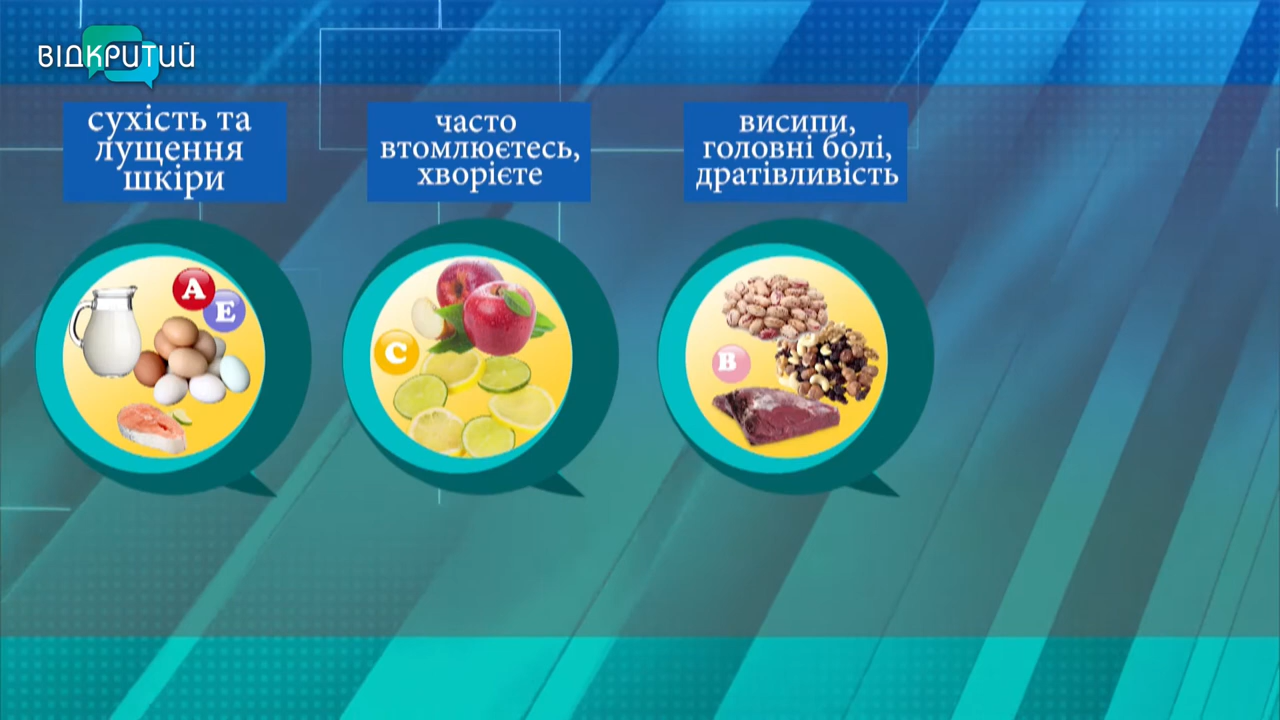 ВІДКРИТИЙ
сухість та
лущення
шкіри
часто
втомлюєтесь,
хворієте
висипи,
головні болі,
дратівливість
A
E
C
B